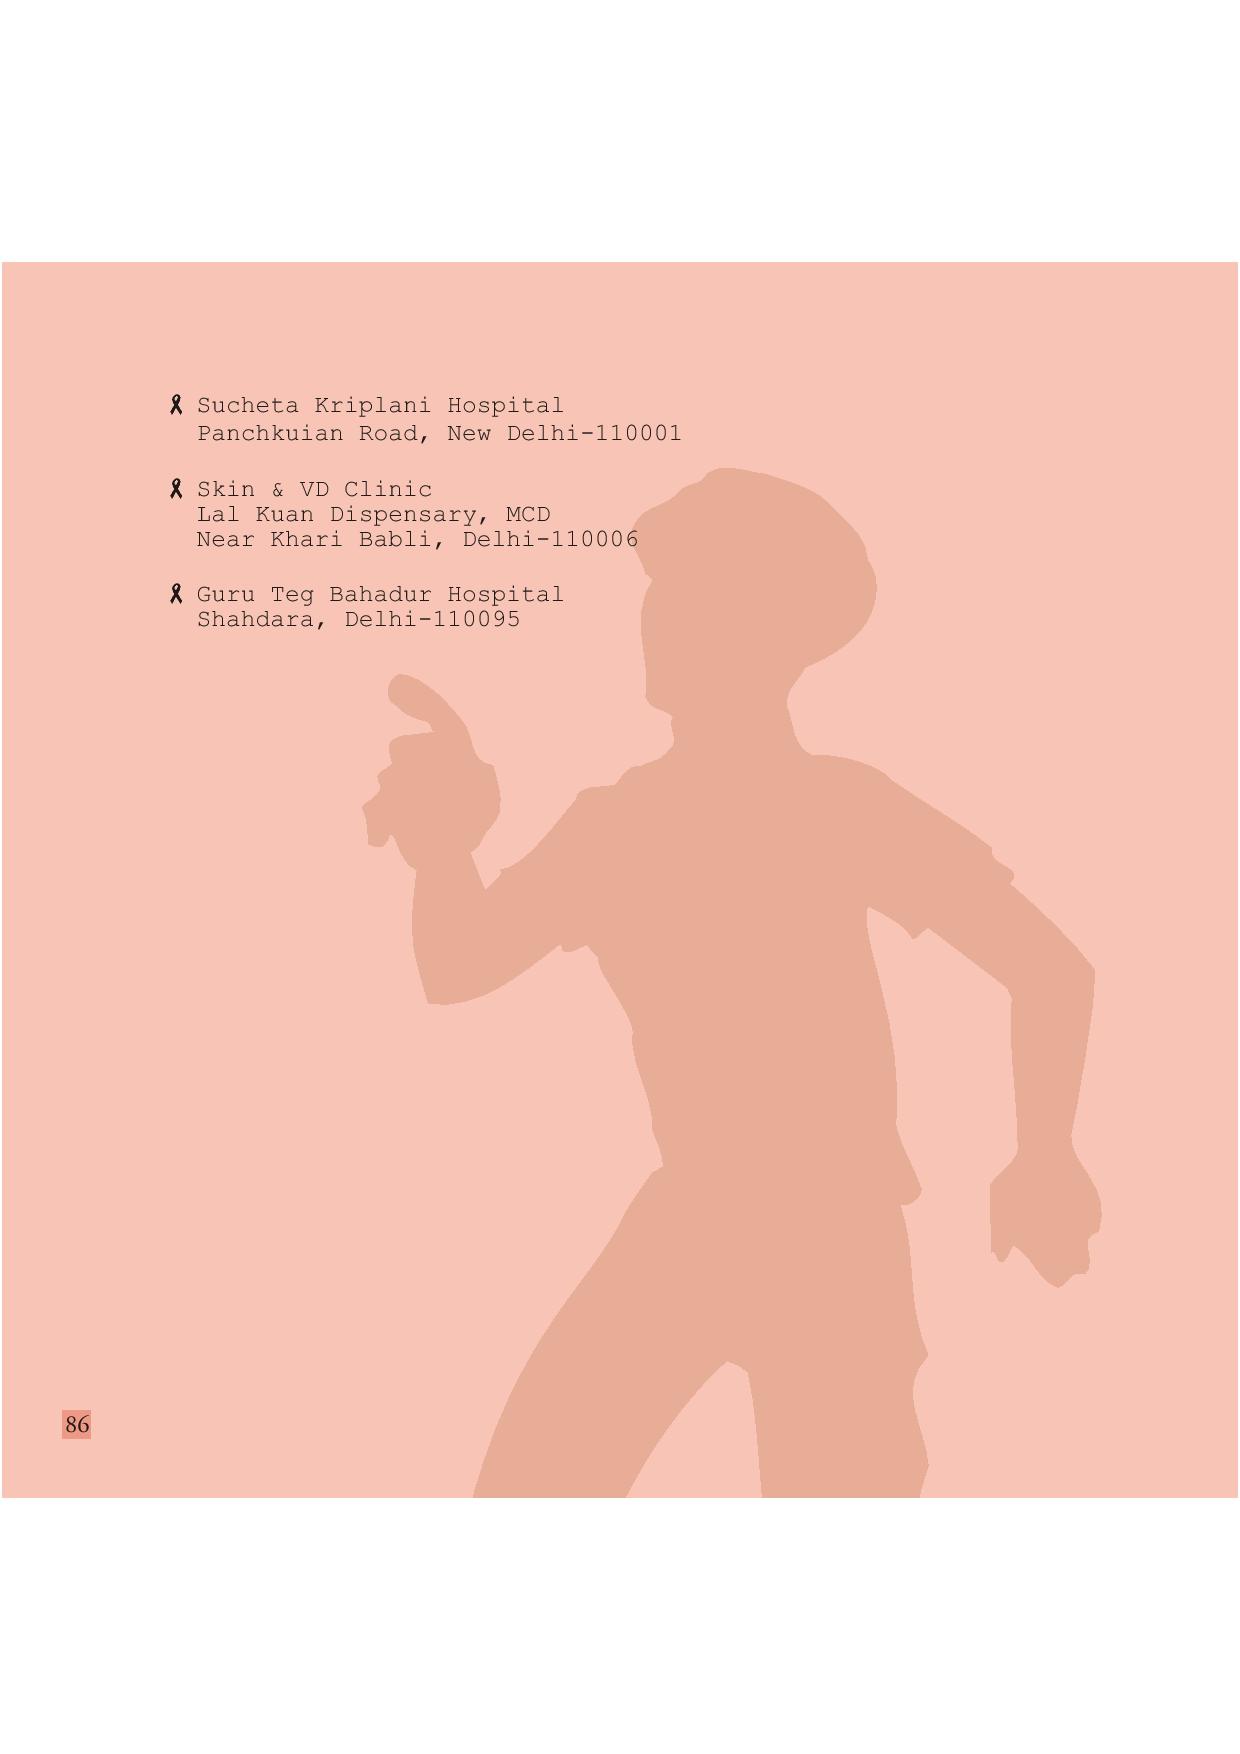 Sucheta Kriplani Hospital
Panchkuian Road, New Delhi-110001
Skin & VD Clinic
Lal Kuan Dispensary, MCD
Near Khari Babli, Delhi-110006
Guru Teg Bahadur Hospital
Shahdara, Delhi-110095
86